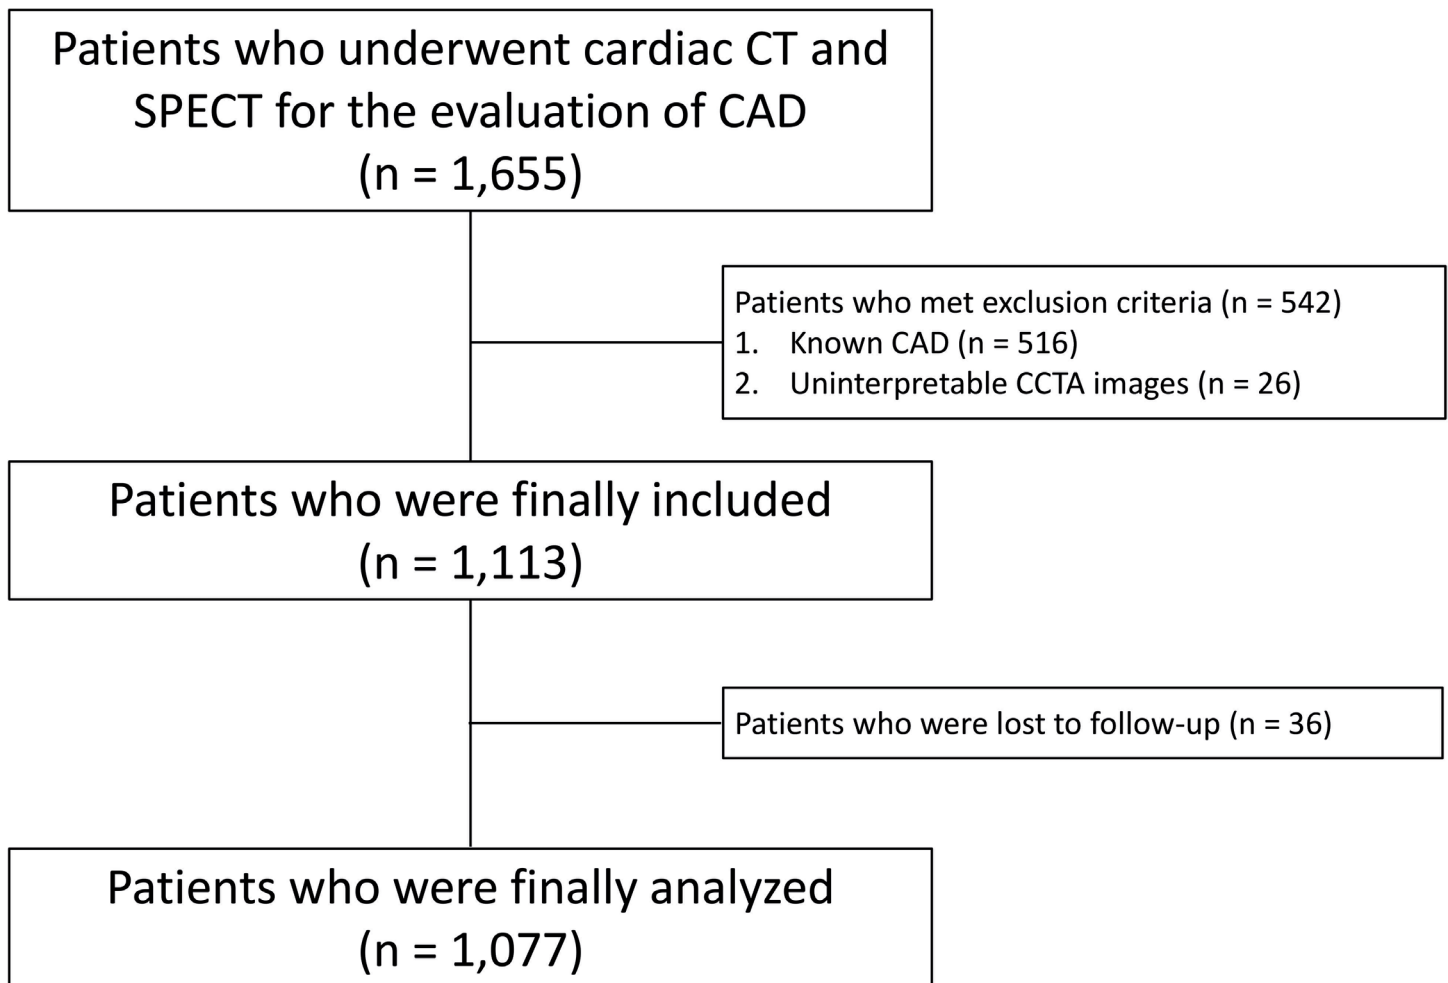 Patients who underwent cardiac CT and
SPECT for the evaluation of CAD
(n = 1,655)
Patients who met exclusion criteria (n = 542)
1. Known CAD (n = 516)
2. Uninterpretable CCTA images (n = 26)
Patients who were finally included
(n = 1,113)
Patients who were lost to follow-up (n = 36)
Patients who were finally analyzed
(n = 1,077)